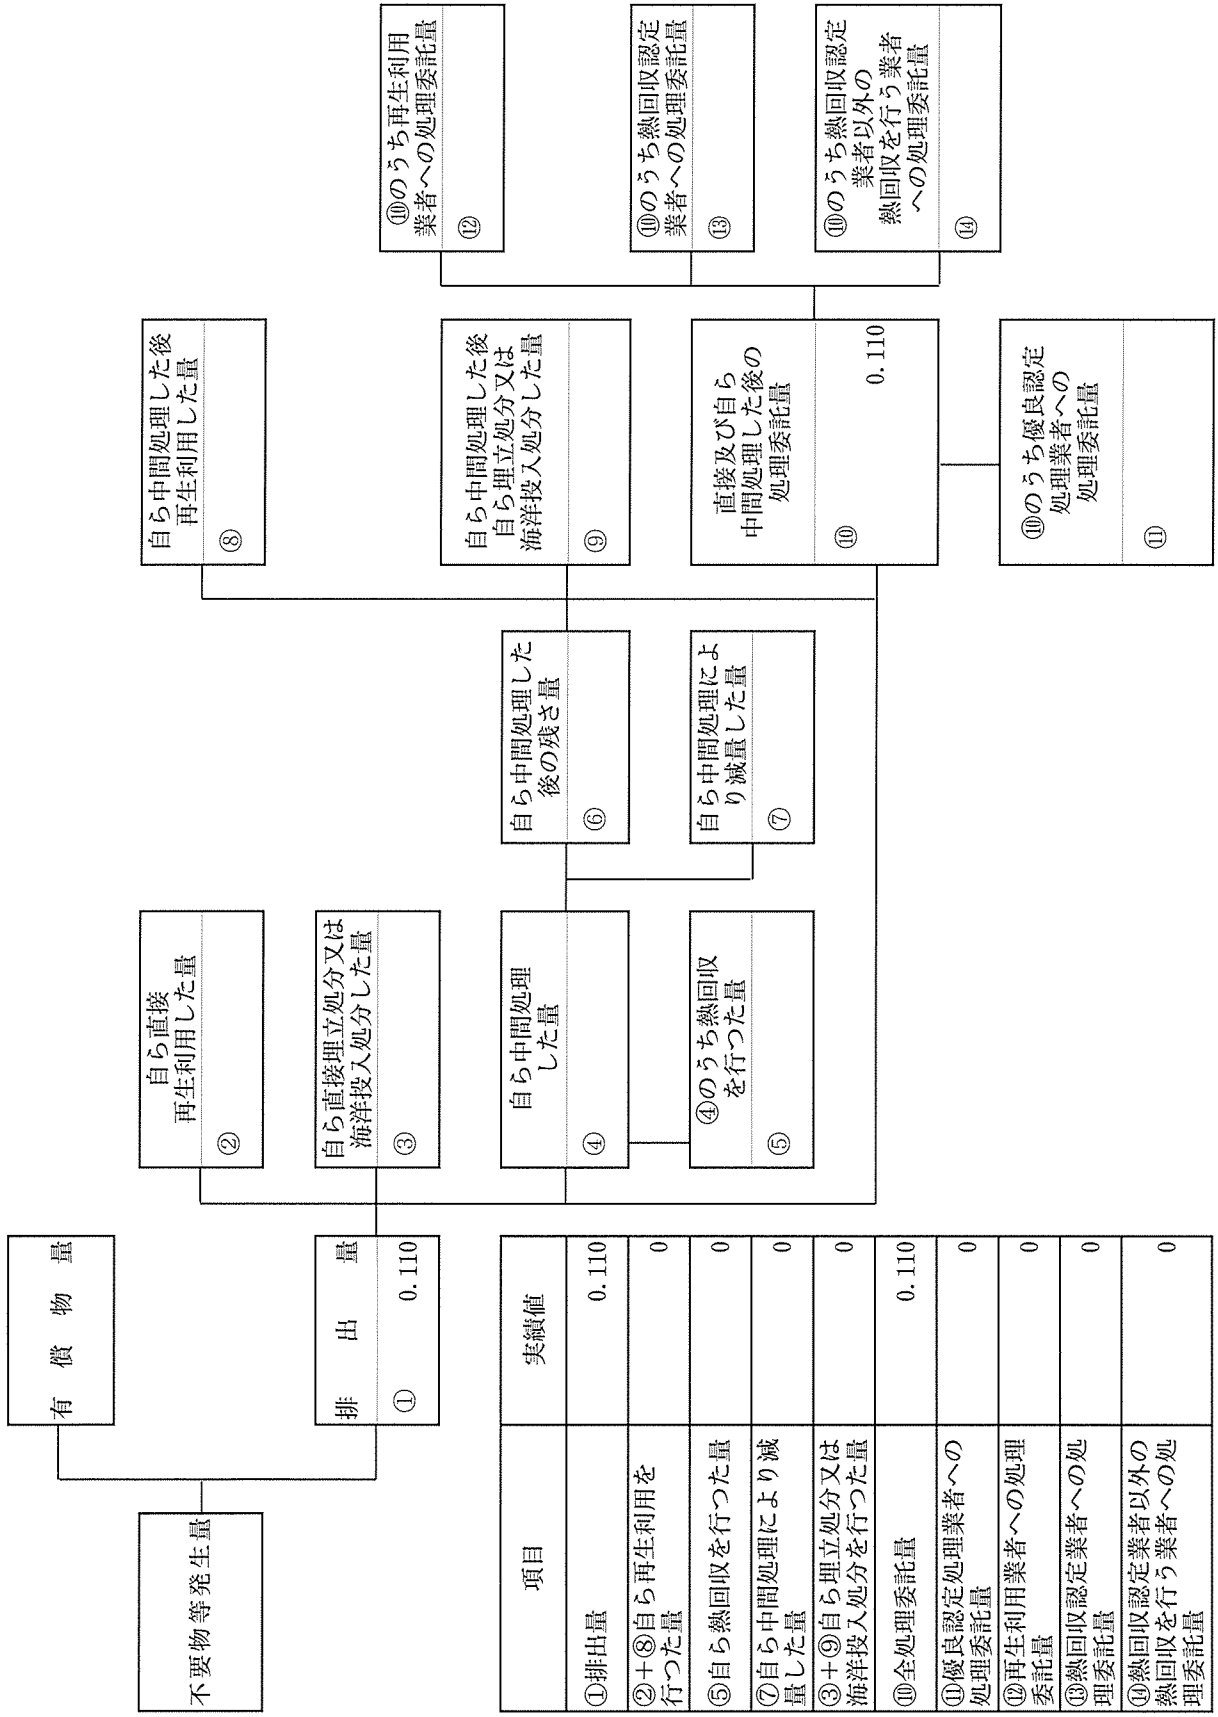 不要物等発生量
有償物量
排出量
① 0.110
自ら直接
再生利用した量
②
自ら直接埋立処分又は
海洋投入処分した量
③
自ら中間処理
した量
④
④のうち熱回収
を行つた量
⑤
自ら中間処理した
後の残さ量
⑥
自ら中間処理によ
り減量した量
⑦
自ら中間処理した後
再生利用した量
⑧
自ら中間処理した後
自ら埋立処分又は
海洋投入処分した量
⑨
直接及び自ら
中間処理した後の
処理委託量
⑩ 0.110
⑩のうち優良認定
処理業者への
処理委託量
⑪
⑩のうち再生利用
業者への処理委託量
⑫
⑩のうち熱回収認定
業者への処理委託量
⑬
⑩のうち熱回収認定
業者以外の
熱回収を行う業者
への処理委託量
⑭
項目 実績値
①排出量 0.110
②+⑧自ら再生利用を
行つた量 0
⑤自ら熱回収を行つた量 0
⑦自ら中間処理により減
量した量 0
③+⑨自ら埋立処分又は
海洋投入処分を行つた量 0
⑩全処理委託量 0.110
⑪優良認定処理業者への
処理委託量 0
⑫再生利用業者への処理
委託量 0
⑬熱回収認定業者への処
理委託量 0
⑭熱回収認定業者以外の
熱回収を行う業者への処
理委託量 0